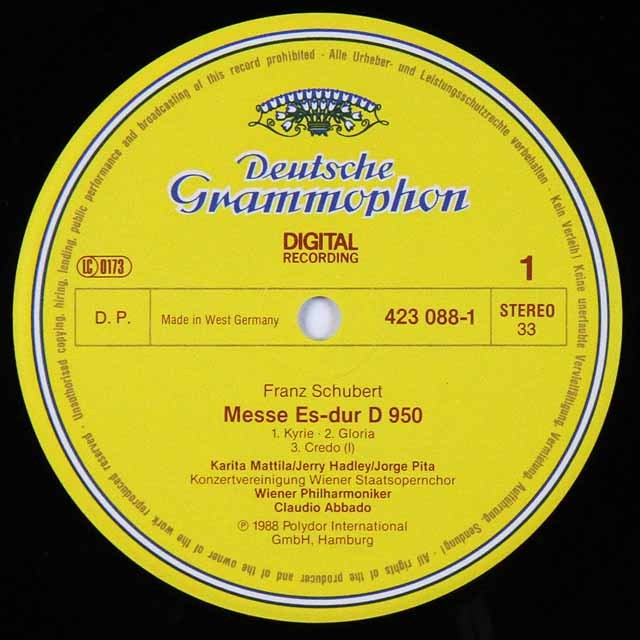 Deutsche
Grammophon
DIGITAL
RECORDING
LC 0173
1
D. P.
Made in West Germany
423 088-1
STEREO
33
Franz Schubert
Messe Es-dur D 950
1. Kyrie · 2. Gloria
3. Credo (I)
Karita Mattila/Jerry Hadley/Jorge Pita
Konzertvereinigung Wiener Staatsopernchor
Wiener Philharmoniker
Claudio Abbado
℗ 1988 Polydor International
GmbH, Hamburg
Alle Urheber- und Leistungsschutzrechte vorbehalten · Kein Verleih! Keine unerlaubte Vervielfältigung, Vermietung, Aufführung, Sendung! · All rights of the producer and of the owner of the work reproduced reserved · Unauthorised copying, hiring, lending, public performance and broadcasting of this record prohibited ·